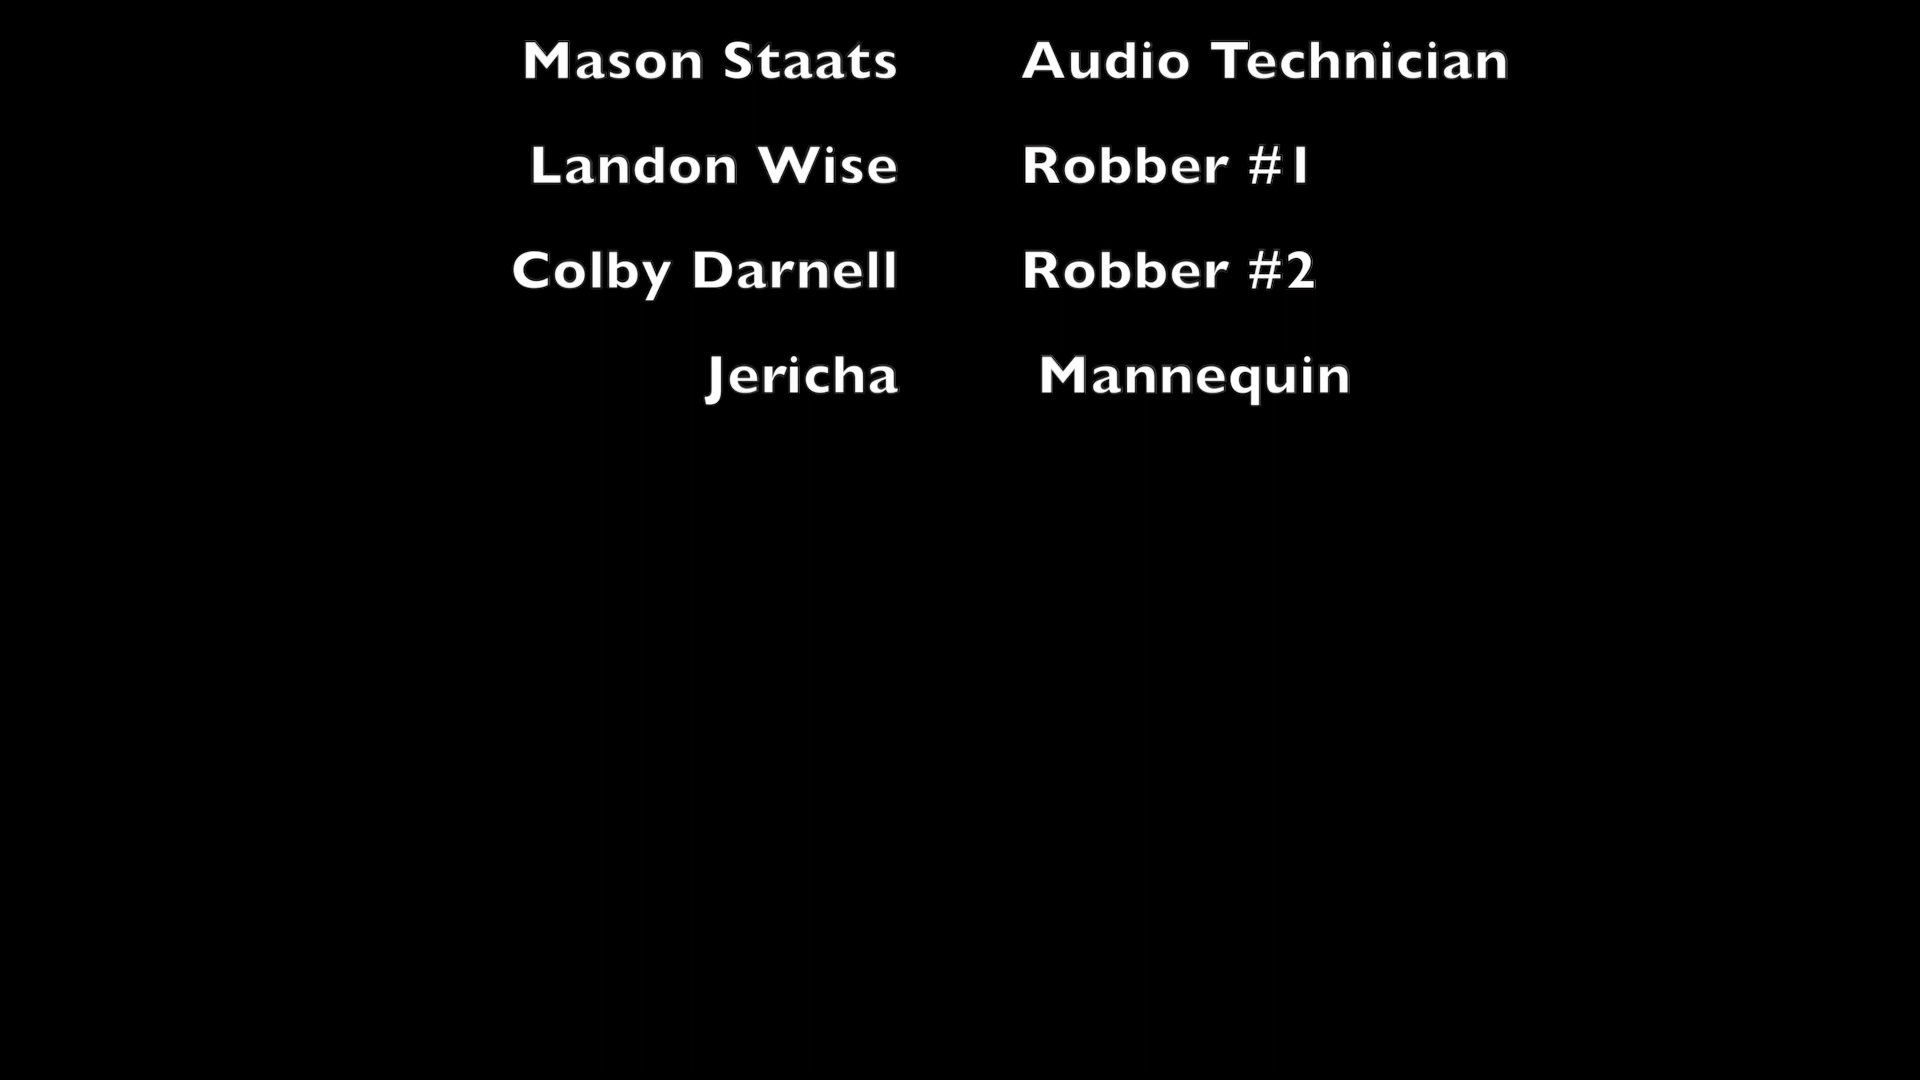 Mason Staats Audio Technician
Landon Wise Robber #1
Colby Darnell Robber #2
Jericha Mannequin